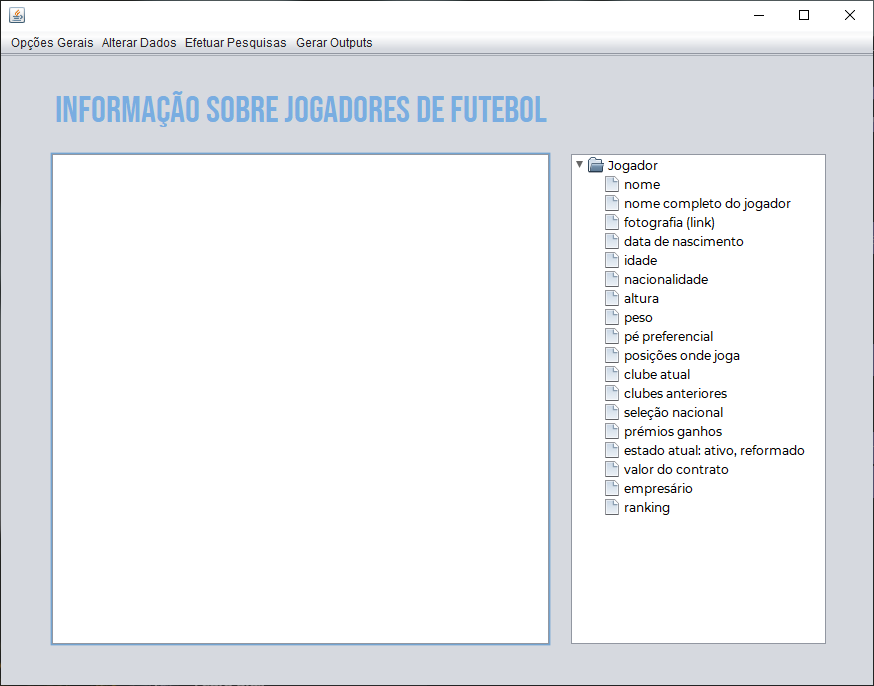 Opções Gerais Alterar Dados Efetuar Pesquisas Gerar Outputs
INFORMAÇÃO SOBRE JOGADORES DE FUTEBOL
Jogador
nome
nome completo do jogador
fotografia (link)
data de nascimento
idade
nacionalidade
altura
peso
pé preferencial
posições onde joga
clube atual
clubes anteriores
seleção nacional
prémios ganhos
estado atual: ativo, reformado
valor do contrato
empresário
ranking